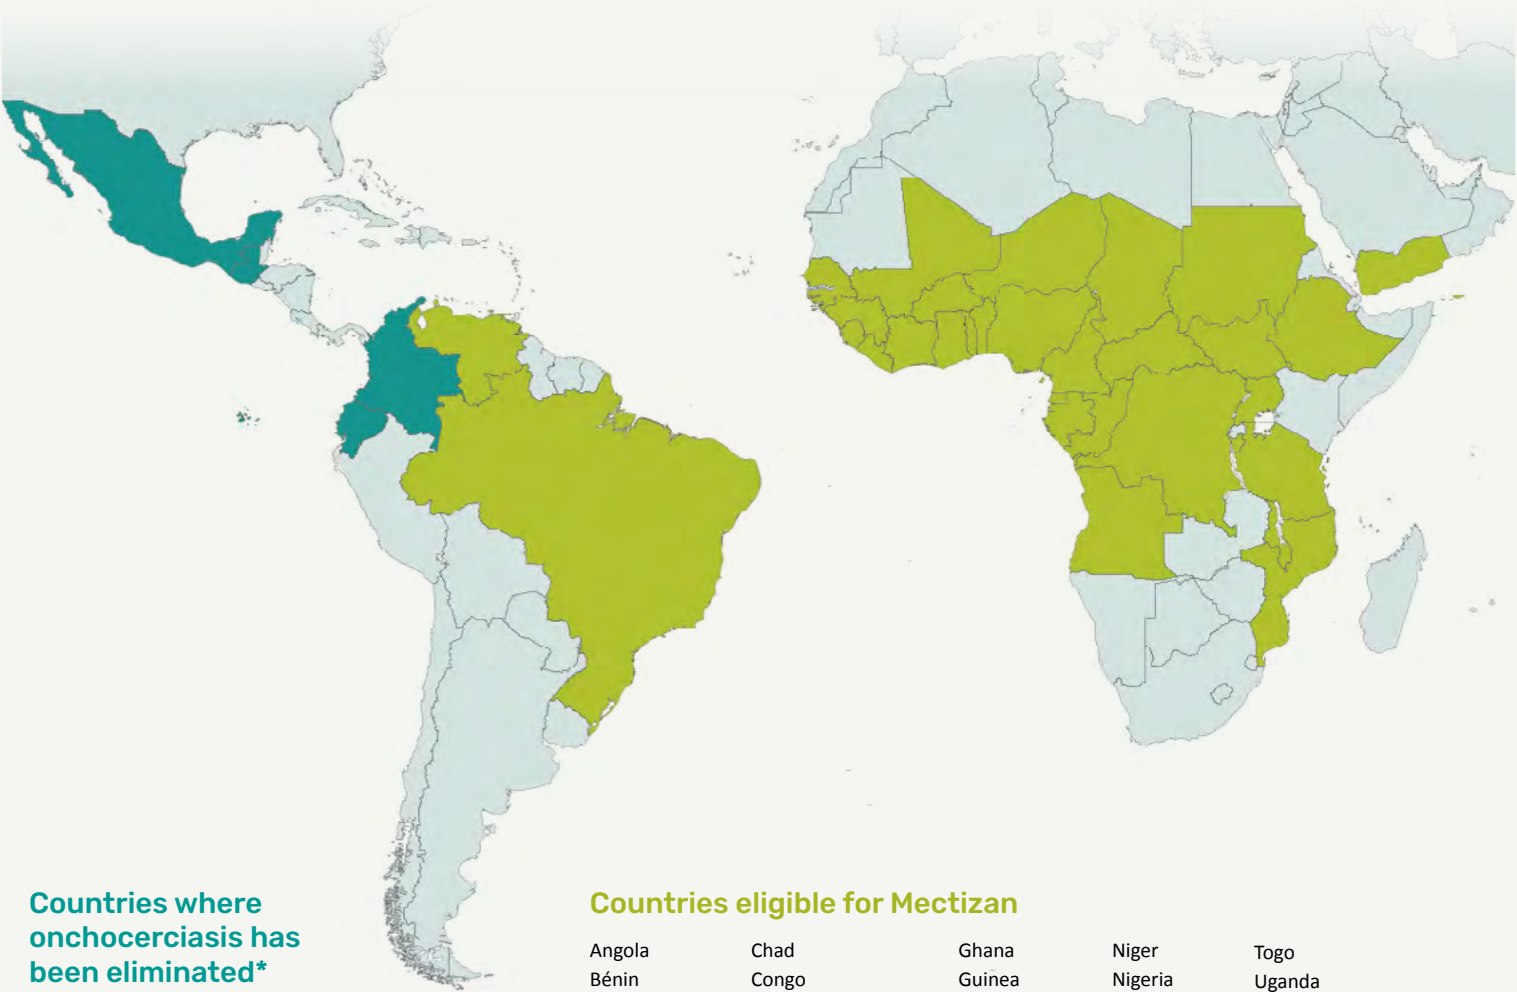 Countries where
onchocerciasis has
been eliminated*
Countries eligible for Mectizan
Angola Chad Ghana Niger Togo
Bénin Congo Guinea Nigeria Uganda